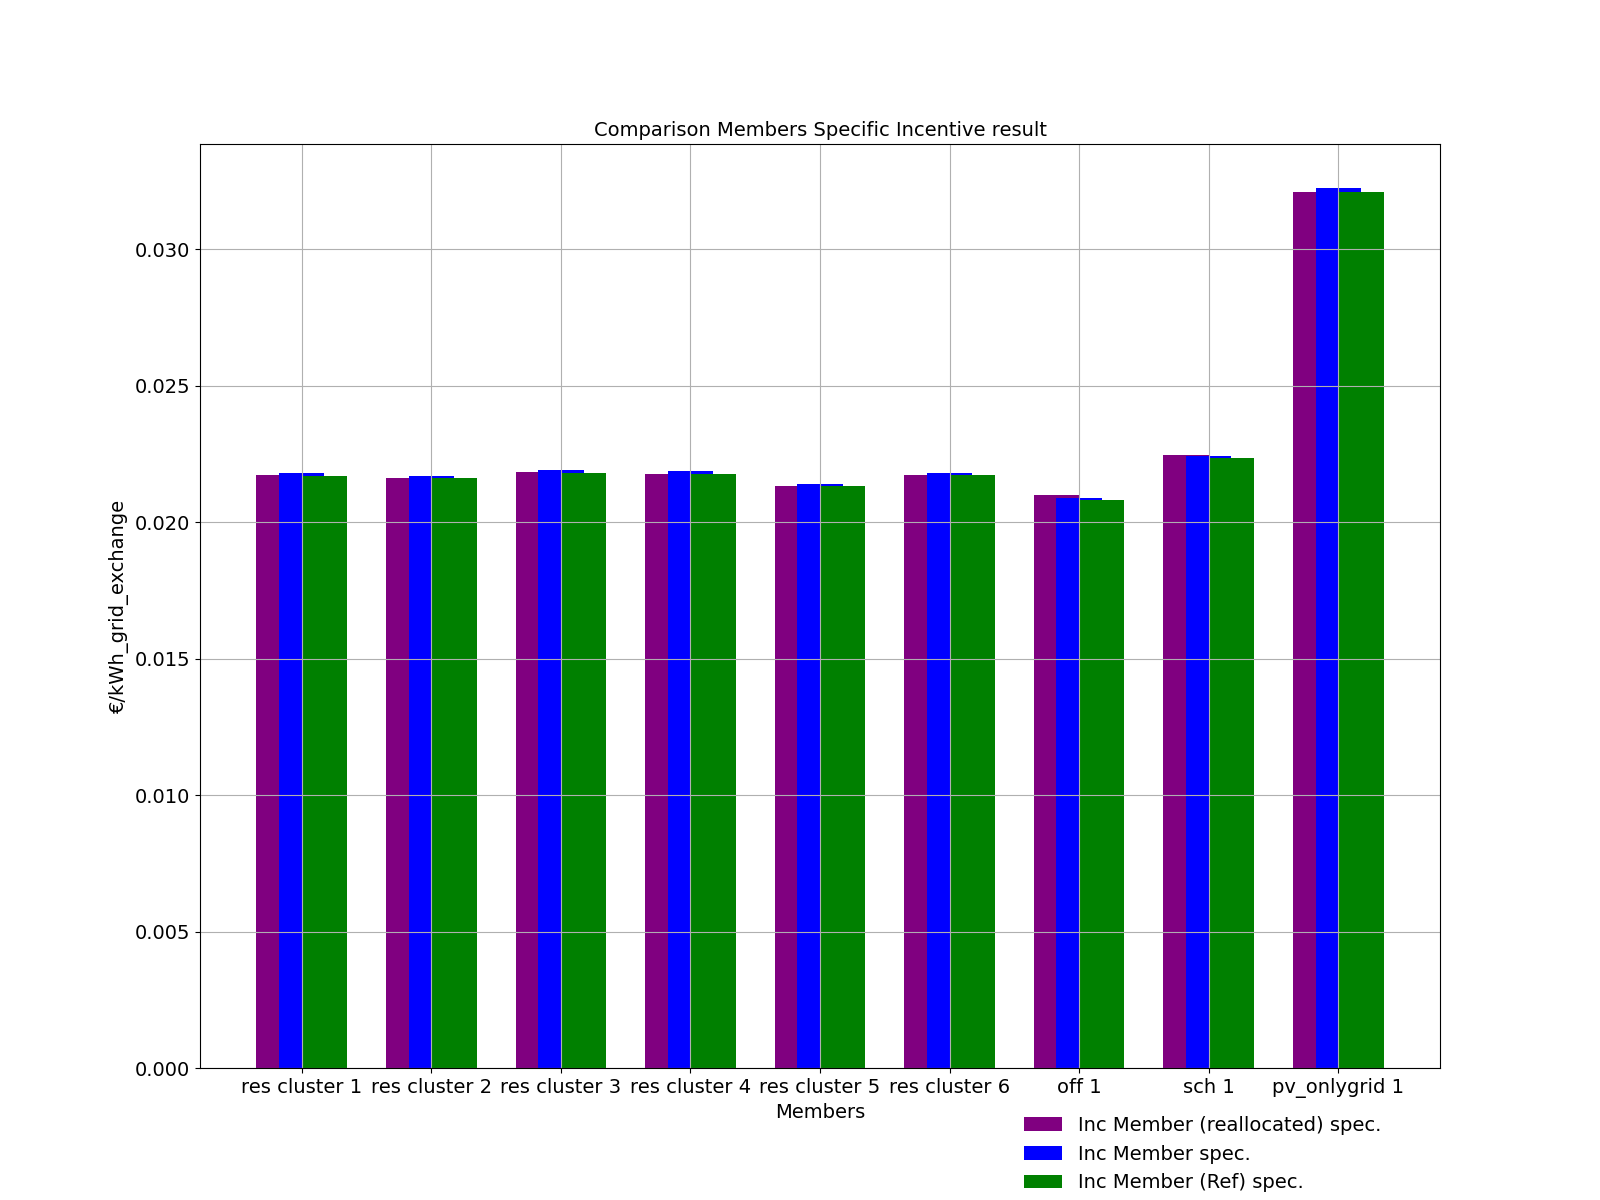 Comparison Members Specific Incentive result
0.030
0.025
0.020
0.015
0.010
0.005
0.000
€/kWh_grid_exchange
res cluster 1 res cluster 2 res cluster 3 res cluster 4 res cluster 5 res cluster 6 off 1 sch 1 pv_onlygrid 1
Members
Inc Member (reallocated) spec.
Inc Member spec.
Inc Member (Ref) spec.